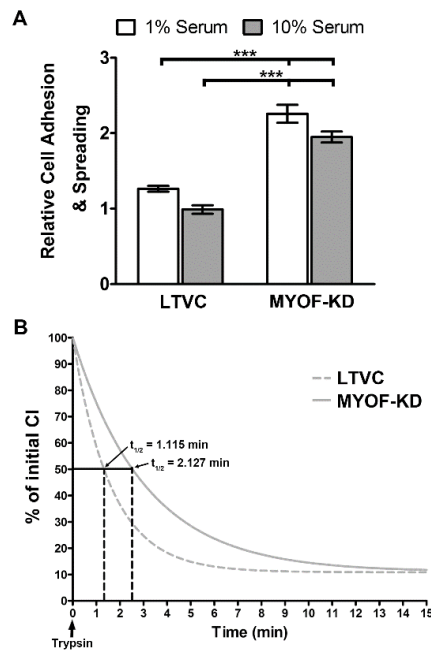 A
1% Serum 10% Serum
***
***
Relative Cell Adhesion
& Spreading
3
2
1
0
LTVC MYOF-KD
B
% of initial CI
100
90
80
70
60
50
40
30
20
10
0
LTVC
MYOF-KD
t1/2 = 1.115 min
t1/2 = 2.127 min
0 1 2 3 4 5 6 7 8 9 10 11 12 13 14 15
Trypsin
Time (min)